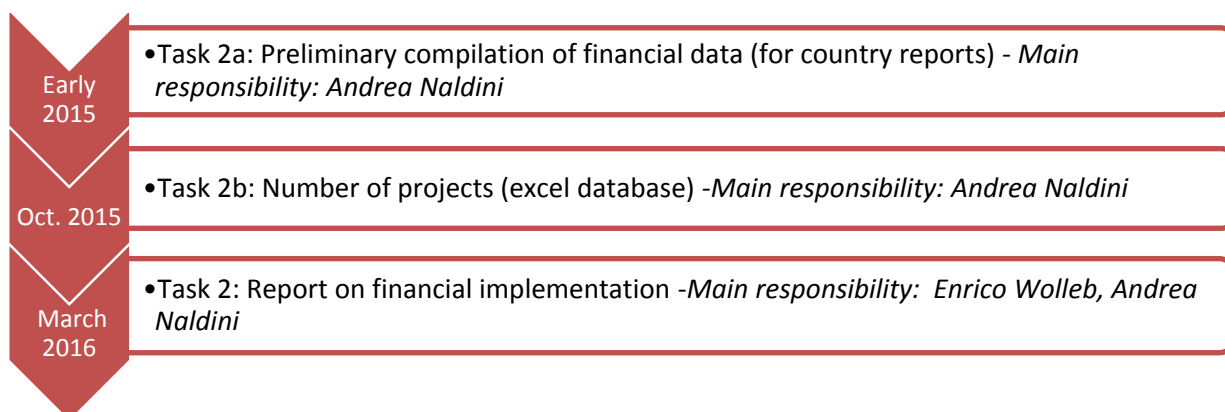 Early
2015
•Task 2a: Preliminary compilation of financial data (for country reports) - Main
responsibility: Andrea Naldini
Oct. 2015
•Task 2b: Number of projects (excel database) -Main responsibility: Andrea Naldini
March
2016
•Task 2: Report on financial implementation -Main responsibility:  Enrico Wolleb, Andrea
Naldini